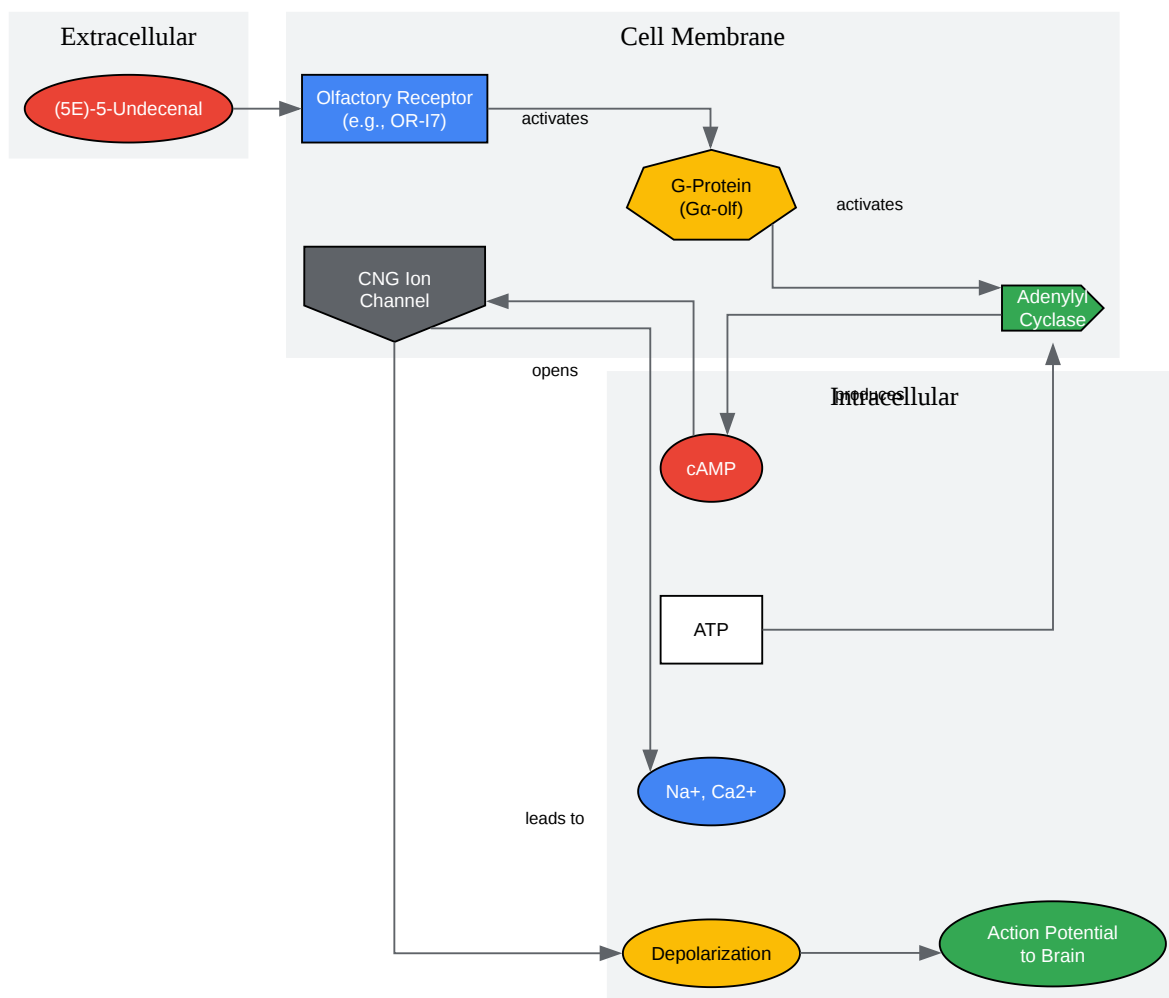 Extracellular
Cell Membrane
(5E)-5-Undecenal
Olfactory Receptor
(e.g., OR-I7)
activates
G-Protein
(Gα-olf)
activates
CNG Ion
Channel
Adenylyl
Cyclase
opens
produces
Intracellular
cAMP
ATP
Na+, Ca2+
leads to
Depolarization
Action Potential
to Brain